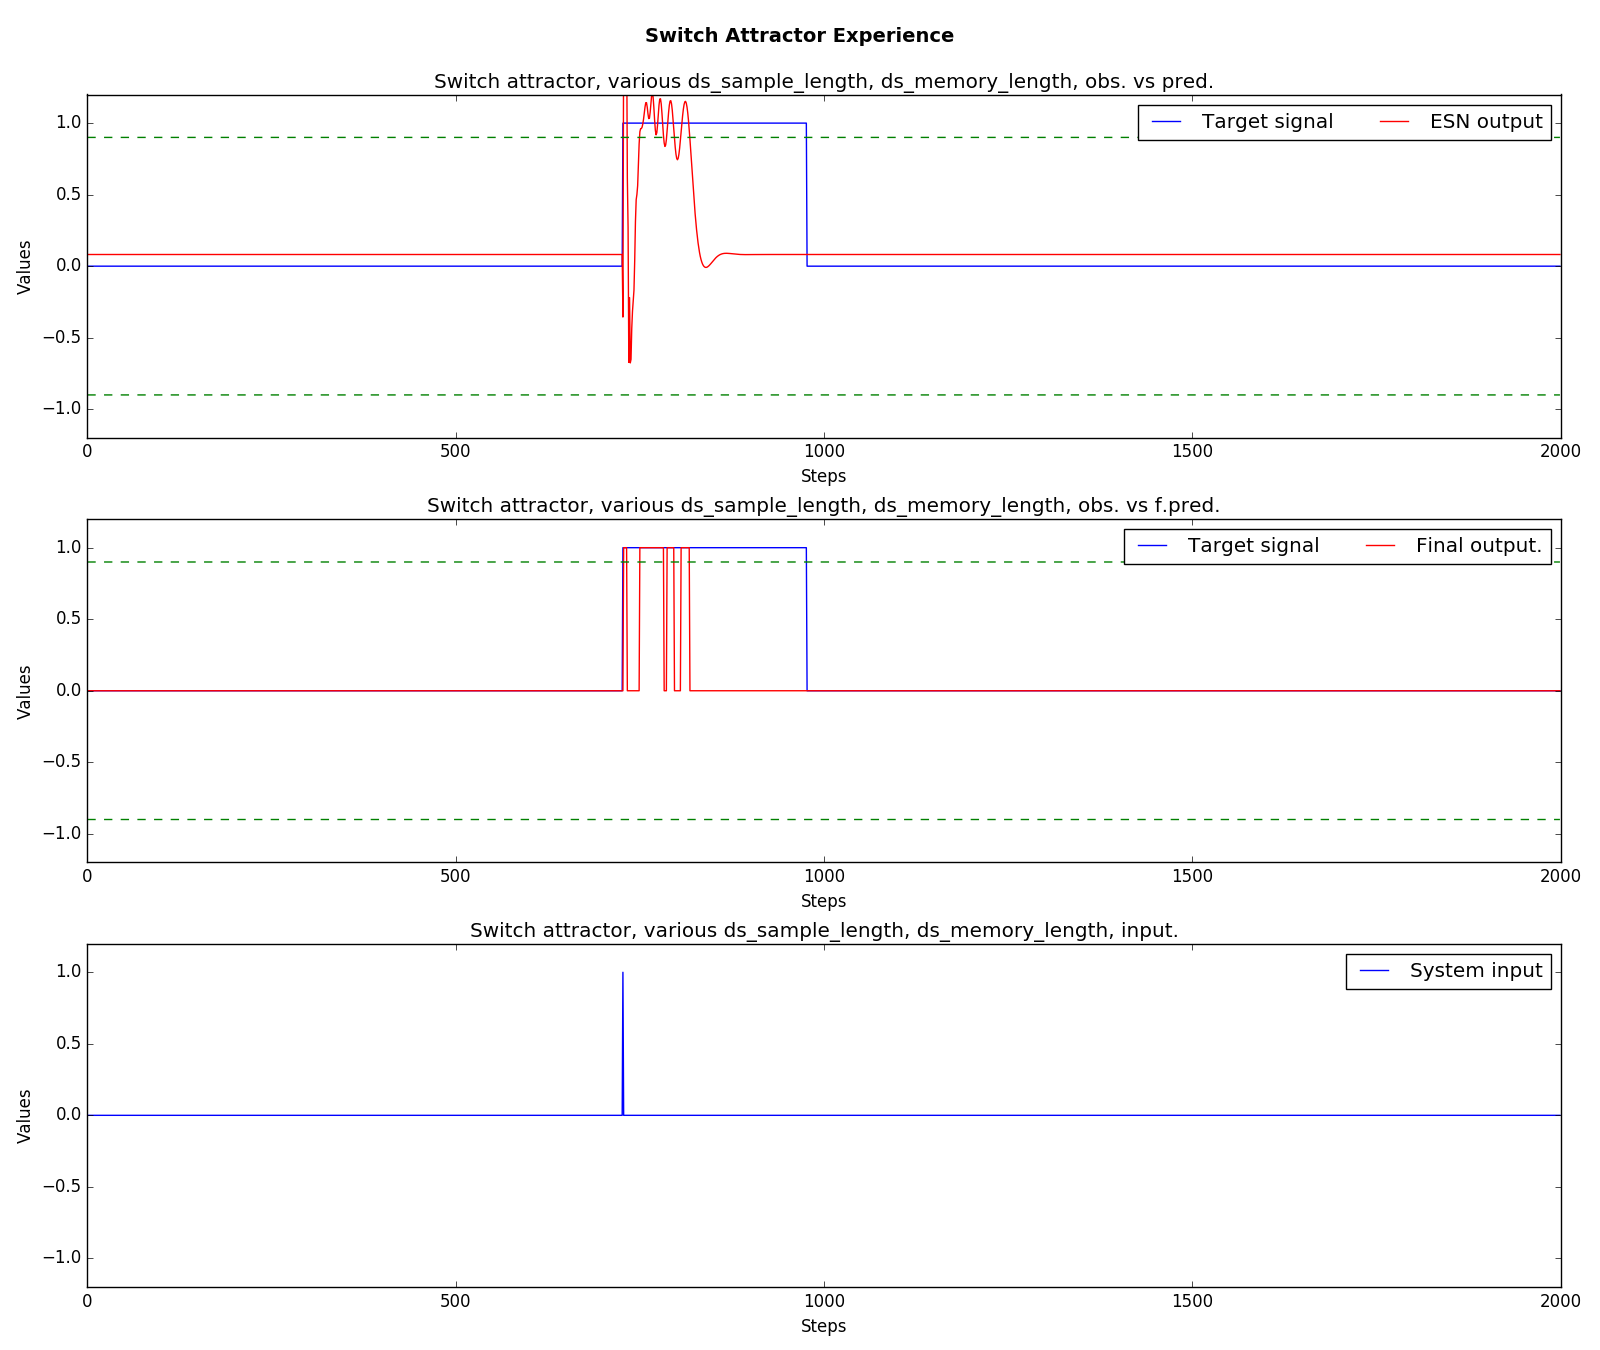 Switch Attractor Experience
Switch attractor, various ds_sample_length, ds_memory_length, obs. vs pred.
Target signal ESN output
1.0
0.5
0.0
−0.5
−1.0
Values
0 500 1000 1500 2000
Steps
Switch attractor, various ds_sample_length, ds_memory_length, obs. vs f.pred.
Target signal Final output.
1.0
0.5
0.0
−0.5
−1.0
Values
0 500 1000 1500 2000
Steps
Switch attractor, various ds_sample_length, ds_memory_length, input.
System input
1.0
0.5
0.0
−0.5
−1.0
Values
0 500 1000 1500 2000
Steps